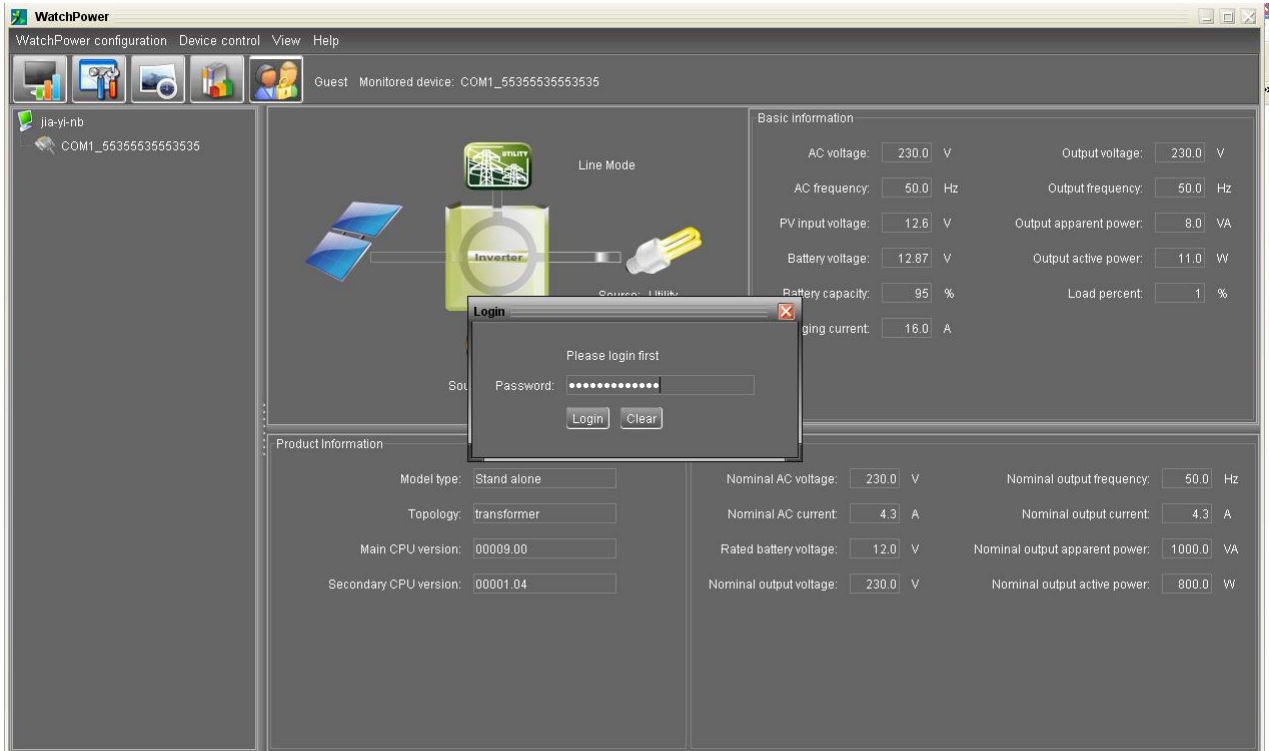 WatchPower
WatchPower configuration Device control View Help
Guest Monitored device: COM1_55355535553535
jia-yi-nb
COM1_55355535553535
UTILITY
Line Mode
Inverter
Source: Utility
Basic information
AC voltage: 230.0 V Output voltage: 230.0 V
AC frequency: 50.0 Hz Output frequency: 50.0 Hz
PV input voltage: 12.6 V Output apparent power: 8.0 VA
Battery voltage: 12.87 V Output active power: 11.0 W
Battery capacity: 95 % Load percent: 1 %
ging current: 16.0 A
Login
Please login first
Sou
Password: •••••••••••••
Login Clear
Product Information
Model type: Stand alone
Topology: transformer
Main CPU version: 00009.00
Secondary CPU version: 00001.04
Nominal AC voltage: 230.0 V Nominal output frequency: 50.0 Hz
Nominal AC current: 4.3 A Nominal output current: 4.3 A
Rated battery voltage: 12.0 V Nominal output apparent power: 1000.0 VA
Nominal output voltage: 230.0 V Nominal output active power: 800.0 W